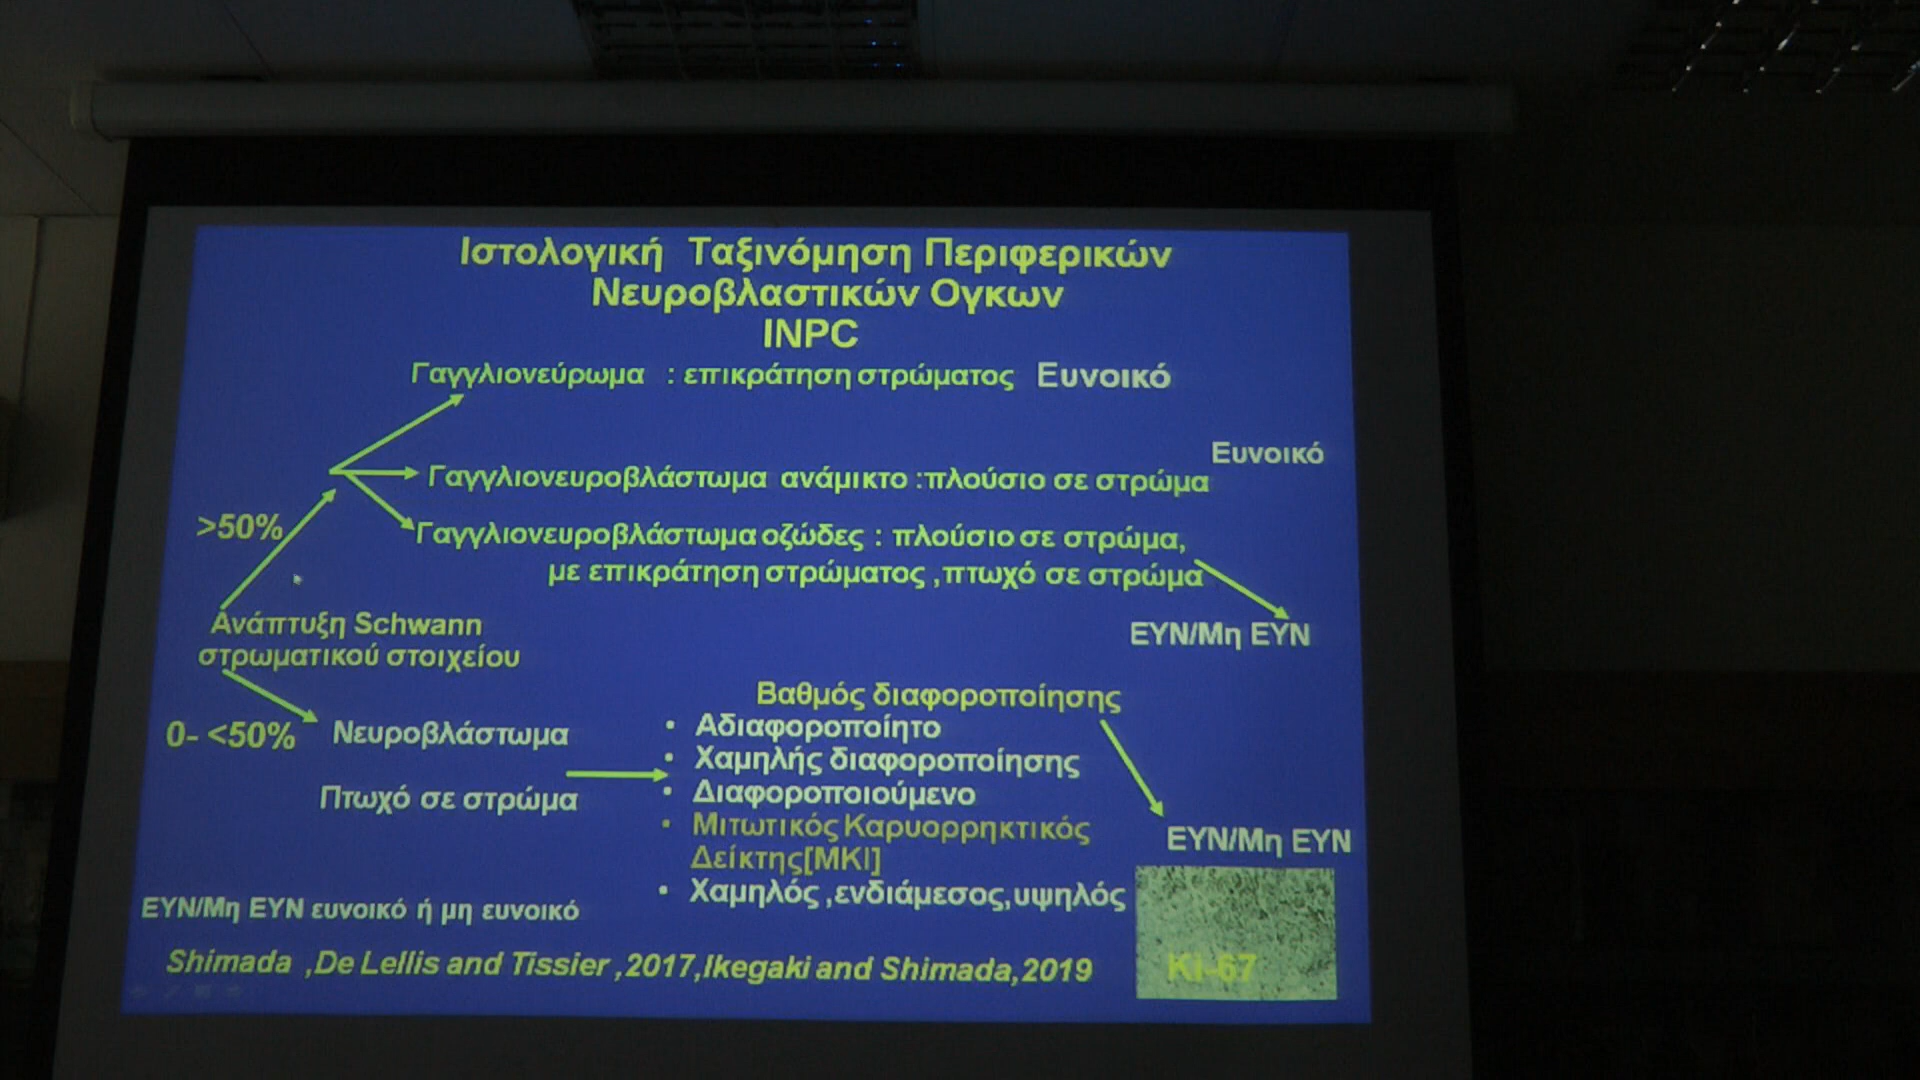 Ιστολογική Ταξινόμηση Περιφερικών
Νευροβλαστικών Ογκων
INPC
Γαγγλιονεύρωμα : επικράτηση στρώματος Ευνοικό
Ευνοικό
Γαγγλιονευροβλάστωμα ανάμικτο :πλούσιο σε στρώμα
>50%
Γαγγλιονευροβλάστωμα οζώδες : πλούσιο σε στρώμα,
με επικράτηση στρώματος ,πτωχό σε στρώμα
Ανάπτυξη Schwann
στρωματικού στοιχείου
ΕΥΝ/Μη ΕΥΝ
Βαθμός διαφοροποίησης
0- <50% Νευροβλάστωμα
Πτωχό σε στρώμα
• Αδιαφοροποίητο
• Χαμηλής διαφοροποίησης
• Διαφοροποιούμενο
• Μιτωτικός Καρυορρηκτικός
Δείκτης[MKI]
• Χαμηλός ,ενδιάμεσος,υψηλός
ΕΥΝ/Μη ΕΥΝ
ΕΥΝ/Μη ΕΥΝ ευνοικό ή μη ευνοικό
Shimada ,De Lellis and Tissier ,2017,Ikegaki and Shimada,2019
Ki-67